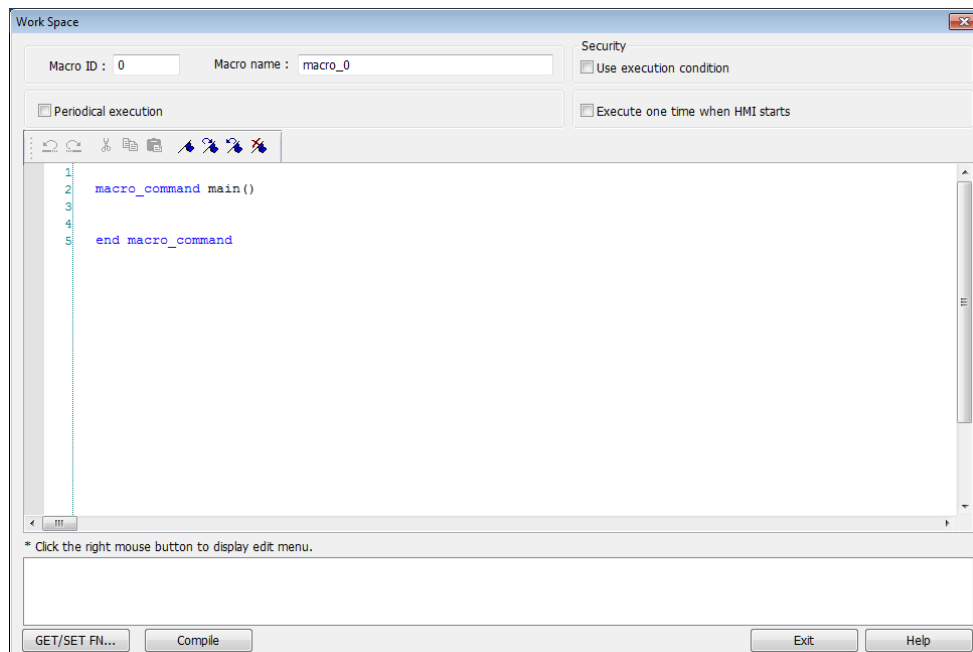 Work Space
Security
Macro ID : 0 Macro name : macro_0
Use execution condition
Periodical execution
Execute one time when HMI starts
1
2 macro_command main()
3
4
5 end macro_command
* Click the right mouse button to display edit menu.
GET/SET FN... Compile Exit Help